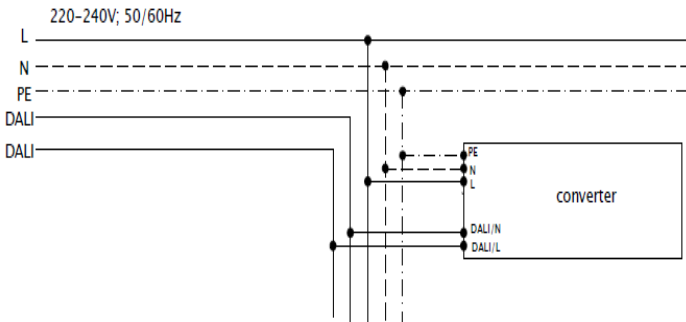 220–240V; 50/60Hz
L
N
PE
DALI
DALI
PE
N
L
converter
DALI/N
DALI/L